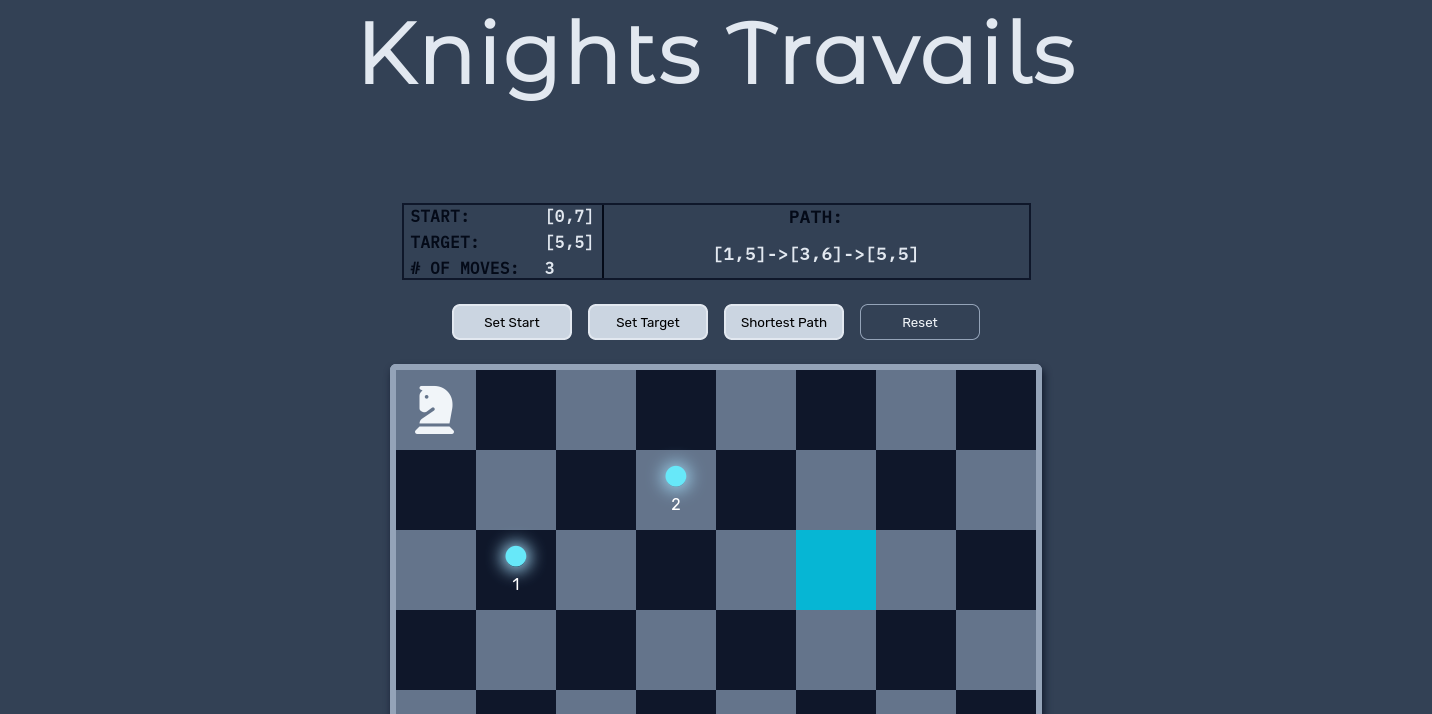 Knights Travails
START: [0,7]
TARGET: [5,5]
# OF MOVES: 3
PATH:
[1,5]->[3,6]->[5,5]
Set Start
Set Target
Shortest Path
Reset
2
1